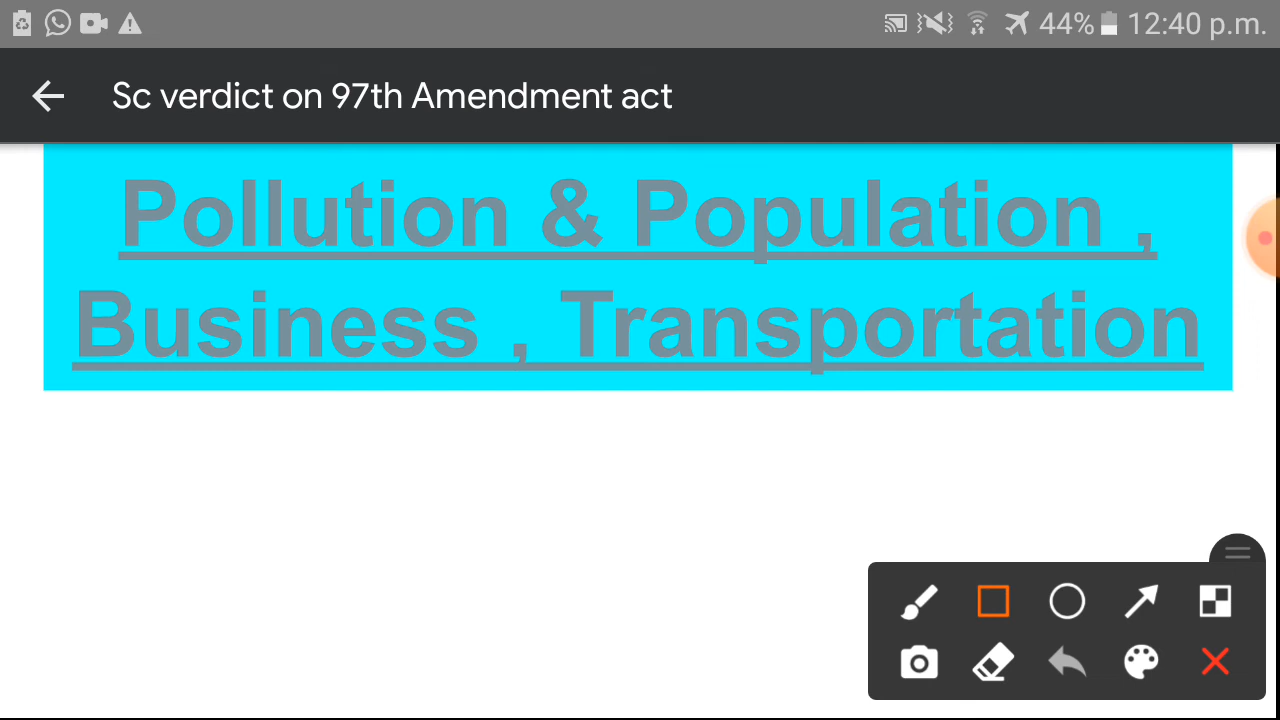 44% 12:40 p.m.
Sc verdict on 97th Amendment act
Pollution & Population ,
Business , Transportation